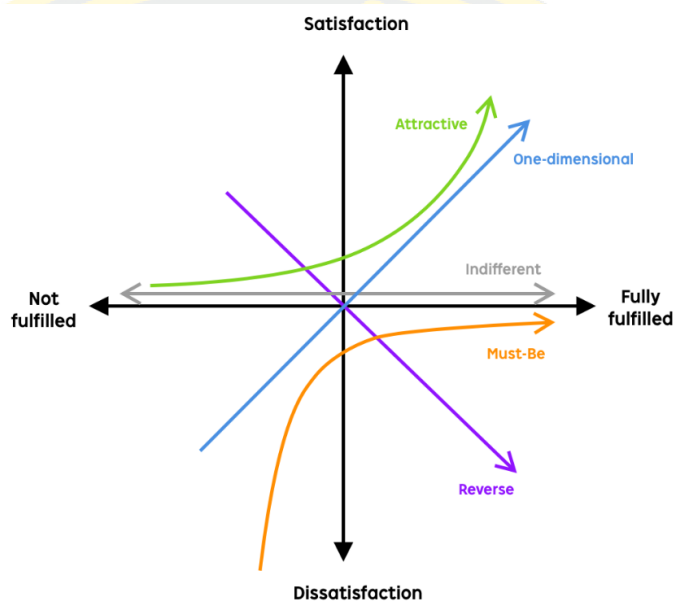 Satisfaction
Attractive
One-dimensional
Indifferent
Not
fulfilled
Fully
fulfilled
Must-Be
Reverse
Dissatisfaction